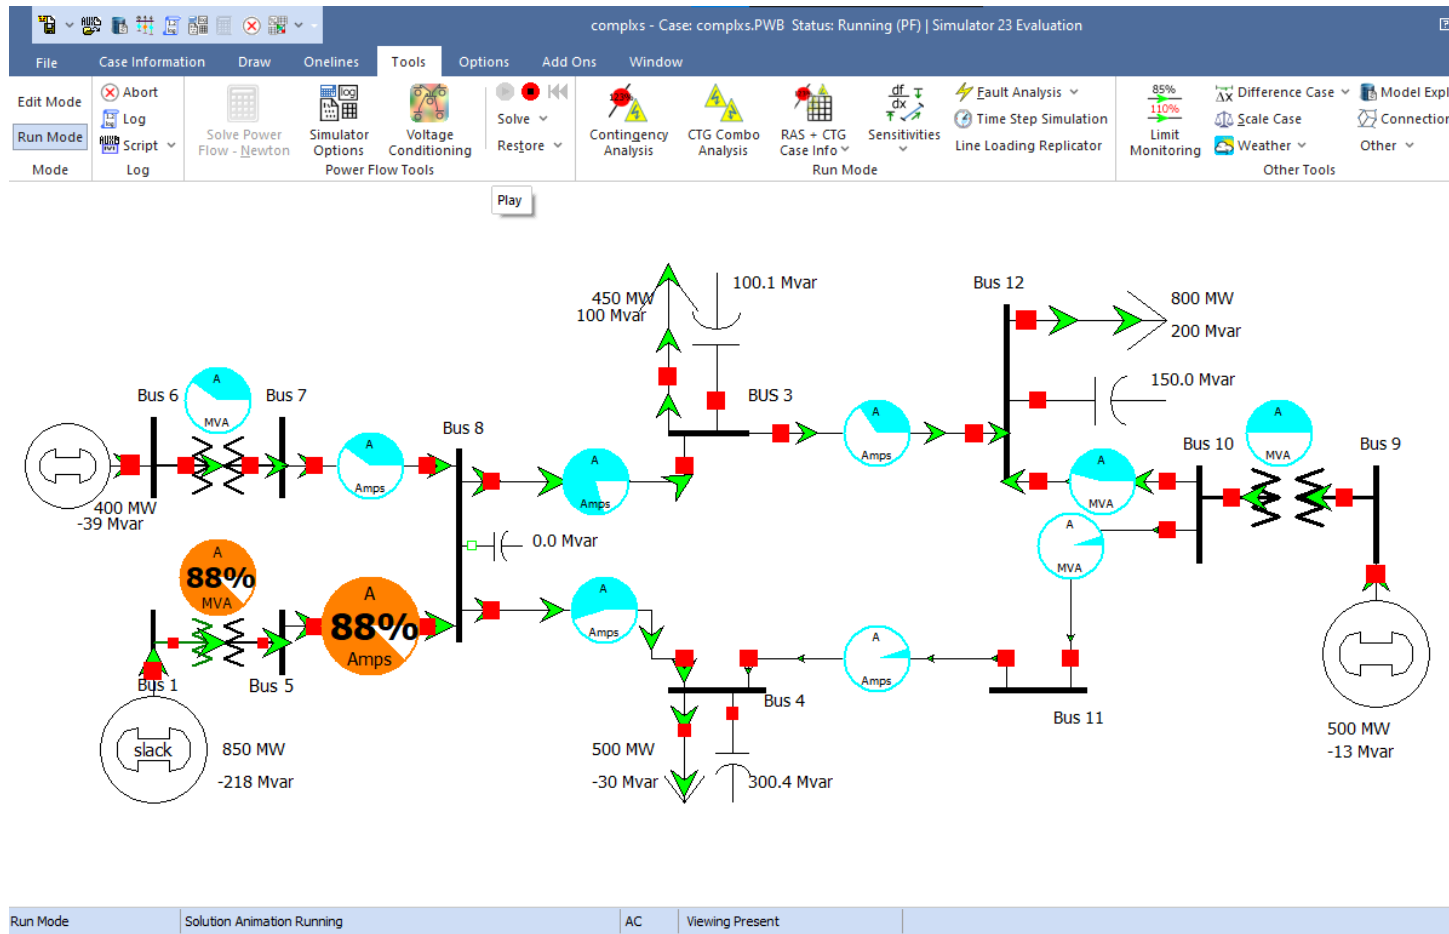 complxs - Case: complxs.PWB Status: Running (PF) | Simulator 23 Evaluation
File Case Information Draw Onelines Tools Options Add Ons Window
Edit Mode
Run Mode
Mode
Abort
Log
Script
Log
Solve Power
Flow - Newton
Simulator
Options
Voltage
Conditioning
Solve
Restore
Power Flow Tools
Contingency
Analysis
CTG Combo
Analysis
RAS + CTG
Case Info
Sensitivities
Fault Analysis
Time Step Simulation
Line Loading Replicator
Run Mode
85%
110%
Limit
Monitoring
Difference Case
Scale Case
Weather
Model Expl
Connection
Other
Other Tools
Play
450 MW
100 Mvar
100.1 Mvar
Bus 12
800 MW
200 Mvar
150.0 Mvar
Bus 6
A
MVA
Bus 7
A
Amps
Bus 8
A
Amps
BUS 3
A
Amps
A
MVA
A
MVA
Bus 10
A
MVA
Bus 9
400 MW
-39 Mvar
0.0 Mvar
A
88%
MVA
A
88%
Amps
A
Amps
A
Amps
Bus 1
Bus 5
Bus 4
Bus 11
slack
850 MW
-218 Mvar
500 MW
-30 Mvar
300.4 Mvar
500 MW
-13 Mvar
Run Mode Solution Animation Running AC Viewing Present